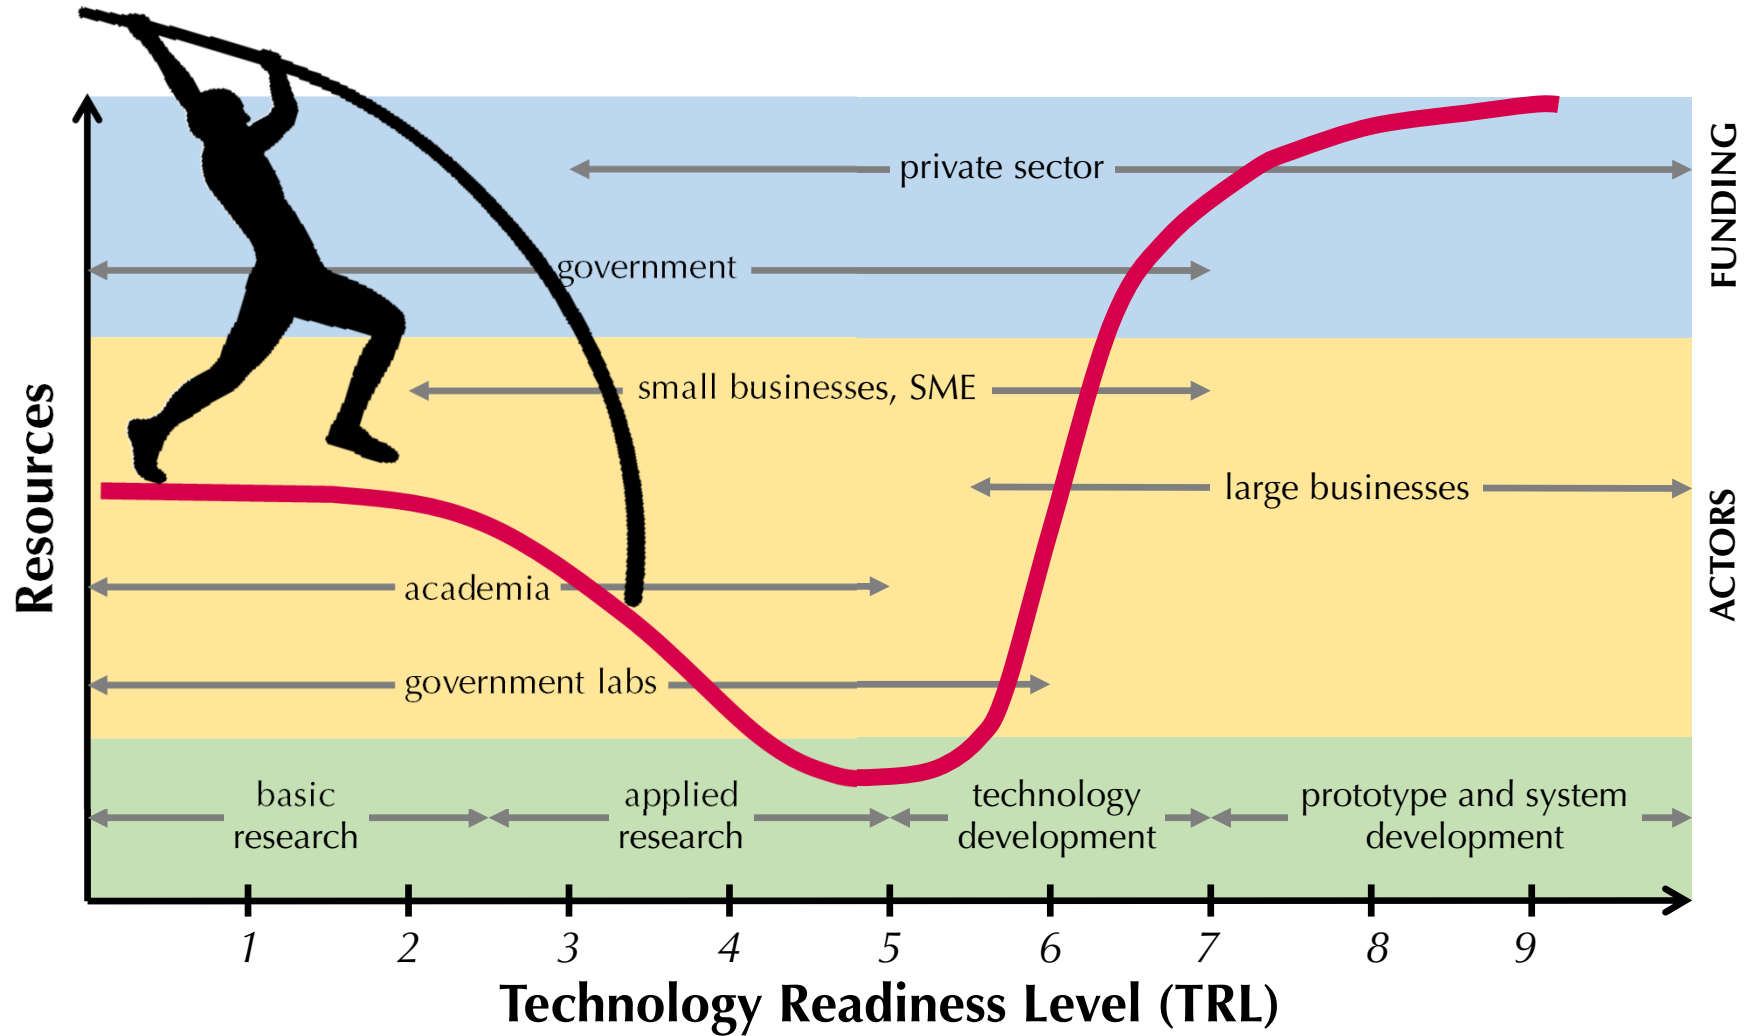 private sector
government
FUNDING
small businesses, SME
large businesses
academia
government labs
ACTORS
Resources
basic
research
applied
research
technology
development
prototype and system
development
1 2 3 4 5 6 7 8 9
Technology Readiness Level (TRL)